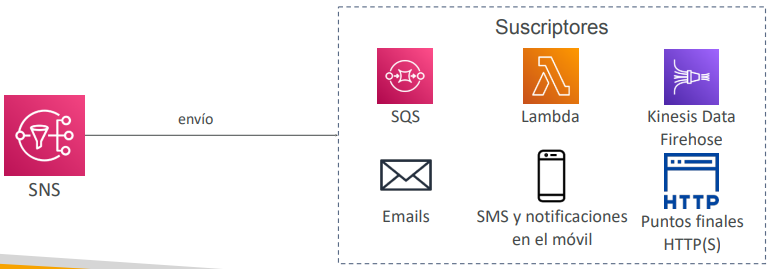 Suscriptores
envío
SNS
SQS
Lambda
Kinesis Data
Firehose
Emails
SMS y notificaciones
en el móvil
HTTP
Puntos finales
HTTP(S)